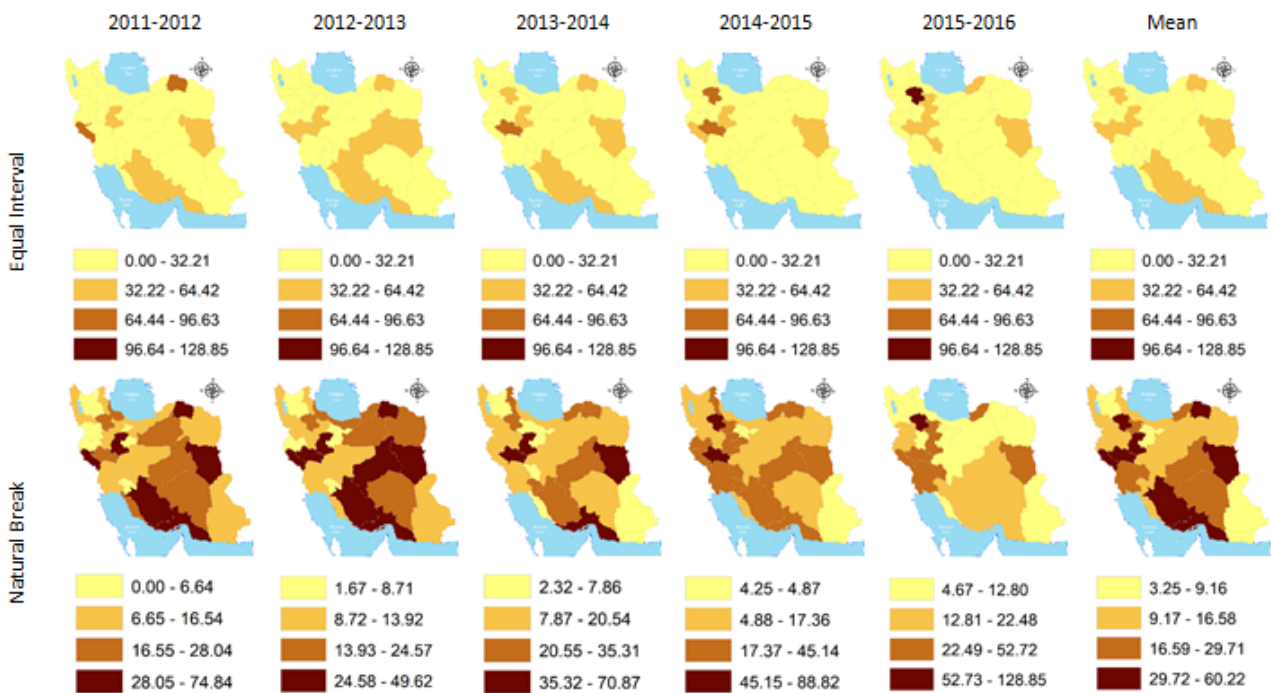 2011-2012 2012-2013 2013-2014 2014-2015 2015-2016 Mean
Equal Interval
0.00 - 32.21 0.00 - 32.21 0.00 - 32.21 0.00 - 32.21 0.00 - 32.21 0.00 - 32.21
32.22 - 64.42 32.22 - 64.42 32.22 - 64.42 32.22 - 64.42 32.22 - 64.42 32.22 - 64.42
64.44 - 96.63 64.44 - 96.63 64.44 - 96.63 64.44 - 96.63 64.44 - 96.63 64.44 - 96.63
96.64 - 128.85 96.64 - 128.85 96.64 - 128.85 96.64 - 128.85 96.64 - 128.85 96.64 - 128.85
Natural Break
0.00 - 6.64 1.67 - 8.71 2.32 - 7.86 4.25 - 4.87 4.67 - 12.80 3.25 - 9.16
6.65 - 16.54 8.72 - 13.92 7.87 - 20.54 4.88 - 17.36 12.81 - 22.48 9.17 - 16.58
16.55 - 28.04 13.93 - 24.57 20.55 - 35.31 17.37 - 45.14 22.49 - 52.72 16.59 - 29.71
28.05 - 74.84 24.58 - 49.62 35.32 - 70.87 45.15 - 88.82 52.73 - 128.85 29.72 - 60.22